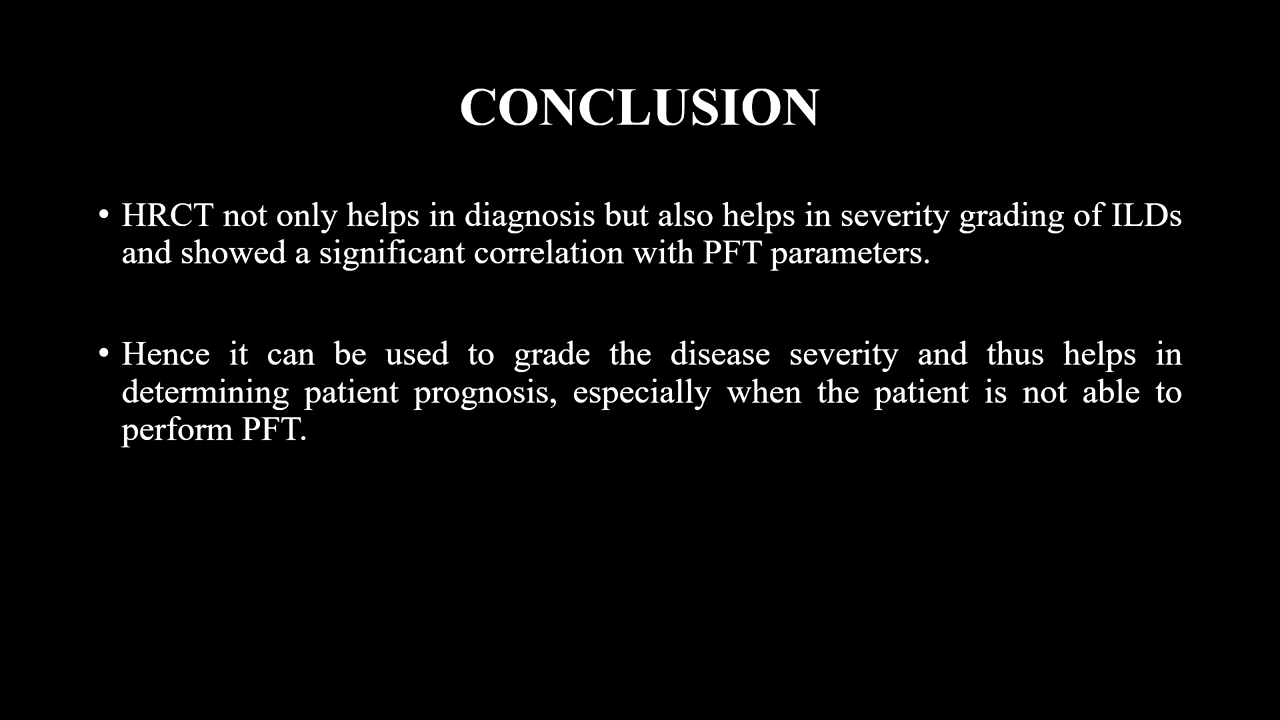 CONCLUSION
• HRCT not only helps in diagnosis but also helps in severity grading of ILDs
and showed a significant correlation with PFT parameters.
• Hence it can be used to grade the disease severity and thus helps in
determining patient prognosis, especially when the patient is not able to
perform PFT.